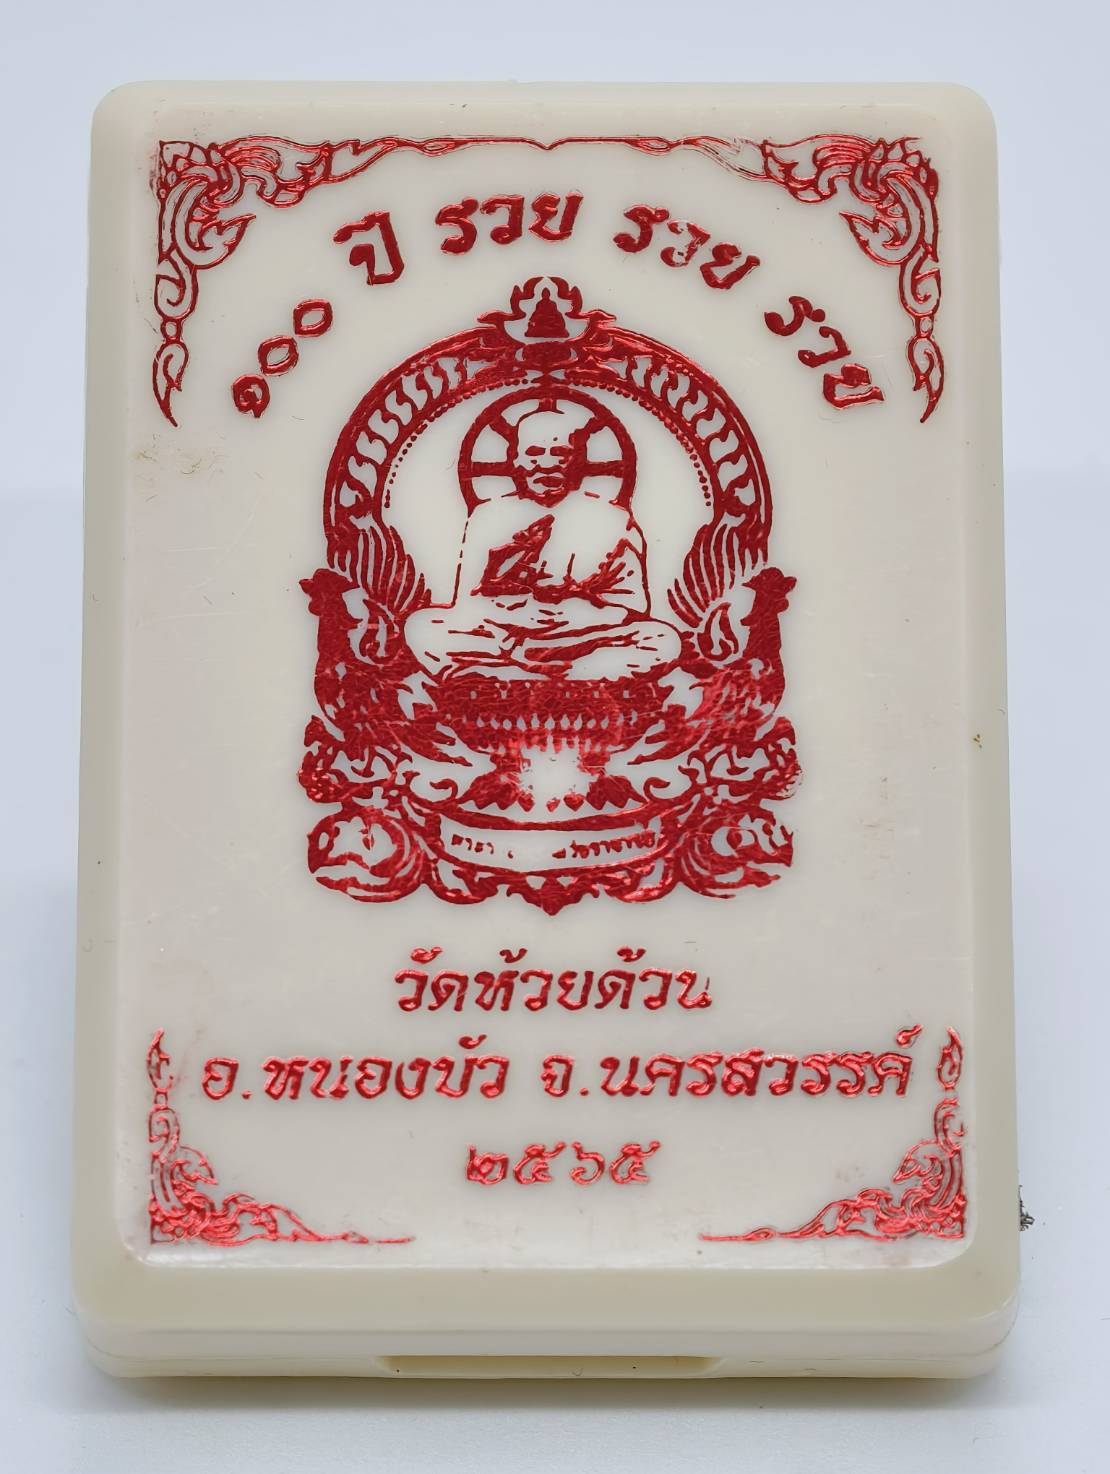 ๑๐๐ ปี รวย รวย รวย
วัดห้วยด้วน
อ.หนองบัว จ.นครสวรรค์
๒๕๖๕